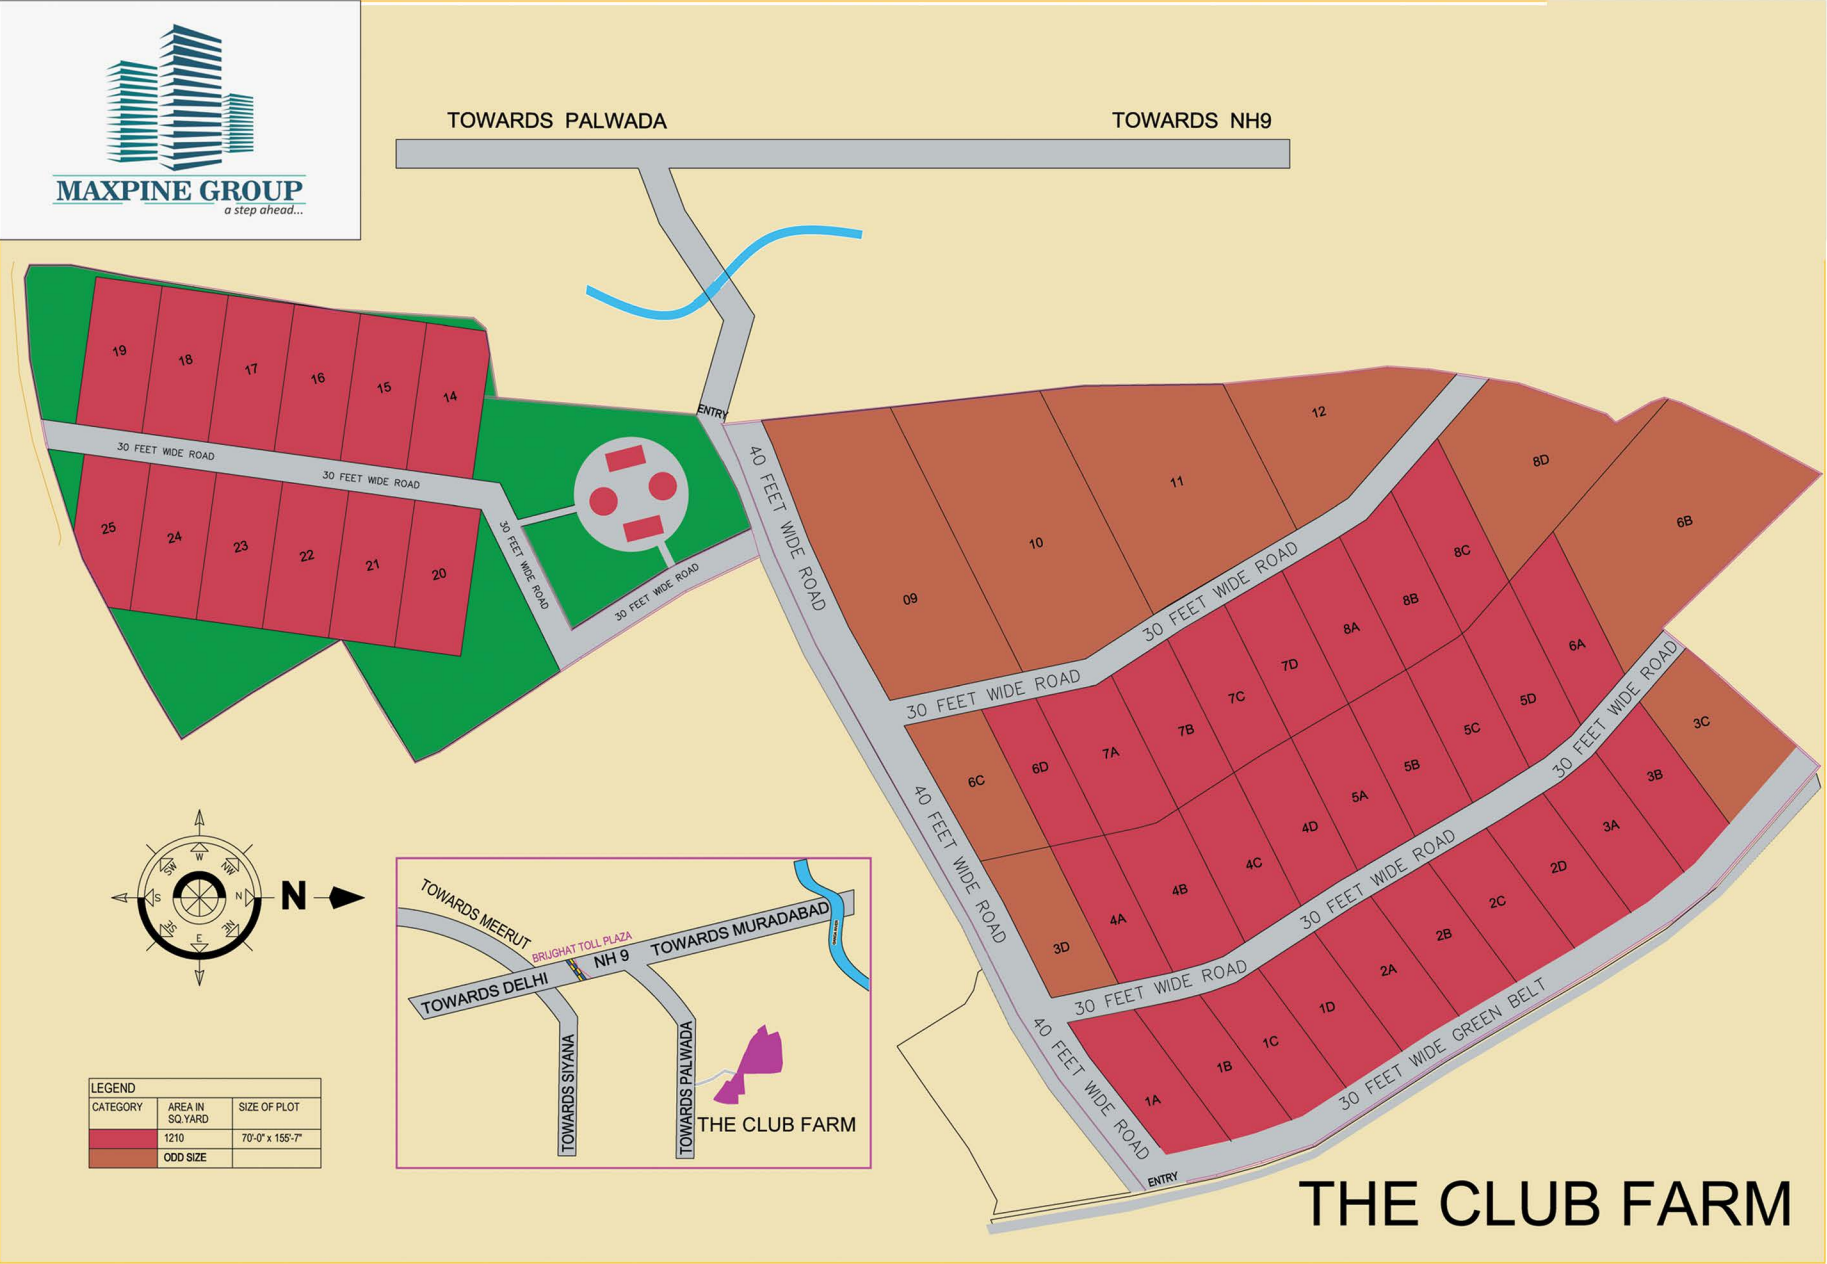 MAXPINE GROUP
a step ahead...
TOWARDS PALWADA
TOWARDS NH9
ENTRY
19
18
17
16
15
14
30 FEET WIDE ROAD
30 FEET WIDE ROAD
25
24
23
22
21
20
30 FEET WIDE ROAD
30 FEET WIDE ROAD
40 FEET WIDE ROAD
09
10
11
12
8D
6B
30 FEET WIDE ROAD
30 FEET WIDE ROAD
6C
6D
7A
7B
7C
7D
8A
8B
8C
40 FEET WIDE ROAD
3D
4A
4B
4C
4D
5A
5B
5C
5D
6A
30 FEET WIDE ROAD
30 FEET WIDE ROAD
30 FEET WIDE ROAD
3C
40 FEET WIDE ROAD
1A
1B
1C
1D
2A
2B
2C
2D
3A
3B
30 FEET WIDE GREEN BELT
ENTRY
W
NW
N
NE
E
SE
S
SW
N
TOWARDS MEERUT
BRIJGHAT TOLL PLAZA
TOWARDS DELHI
NH 9
TOWARDS MURADABAD
TOWARDS SIYANA
TOWARDS PALWADA
THE CLUB FARM
LEGEND
CATEGORY
AREA IN
SQ.YARD
SIZE OF PLOT
1210
70'-0" x 155'-7"
ODD SIZE
THE CLUB FARM